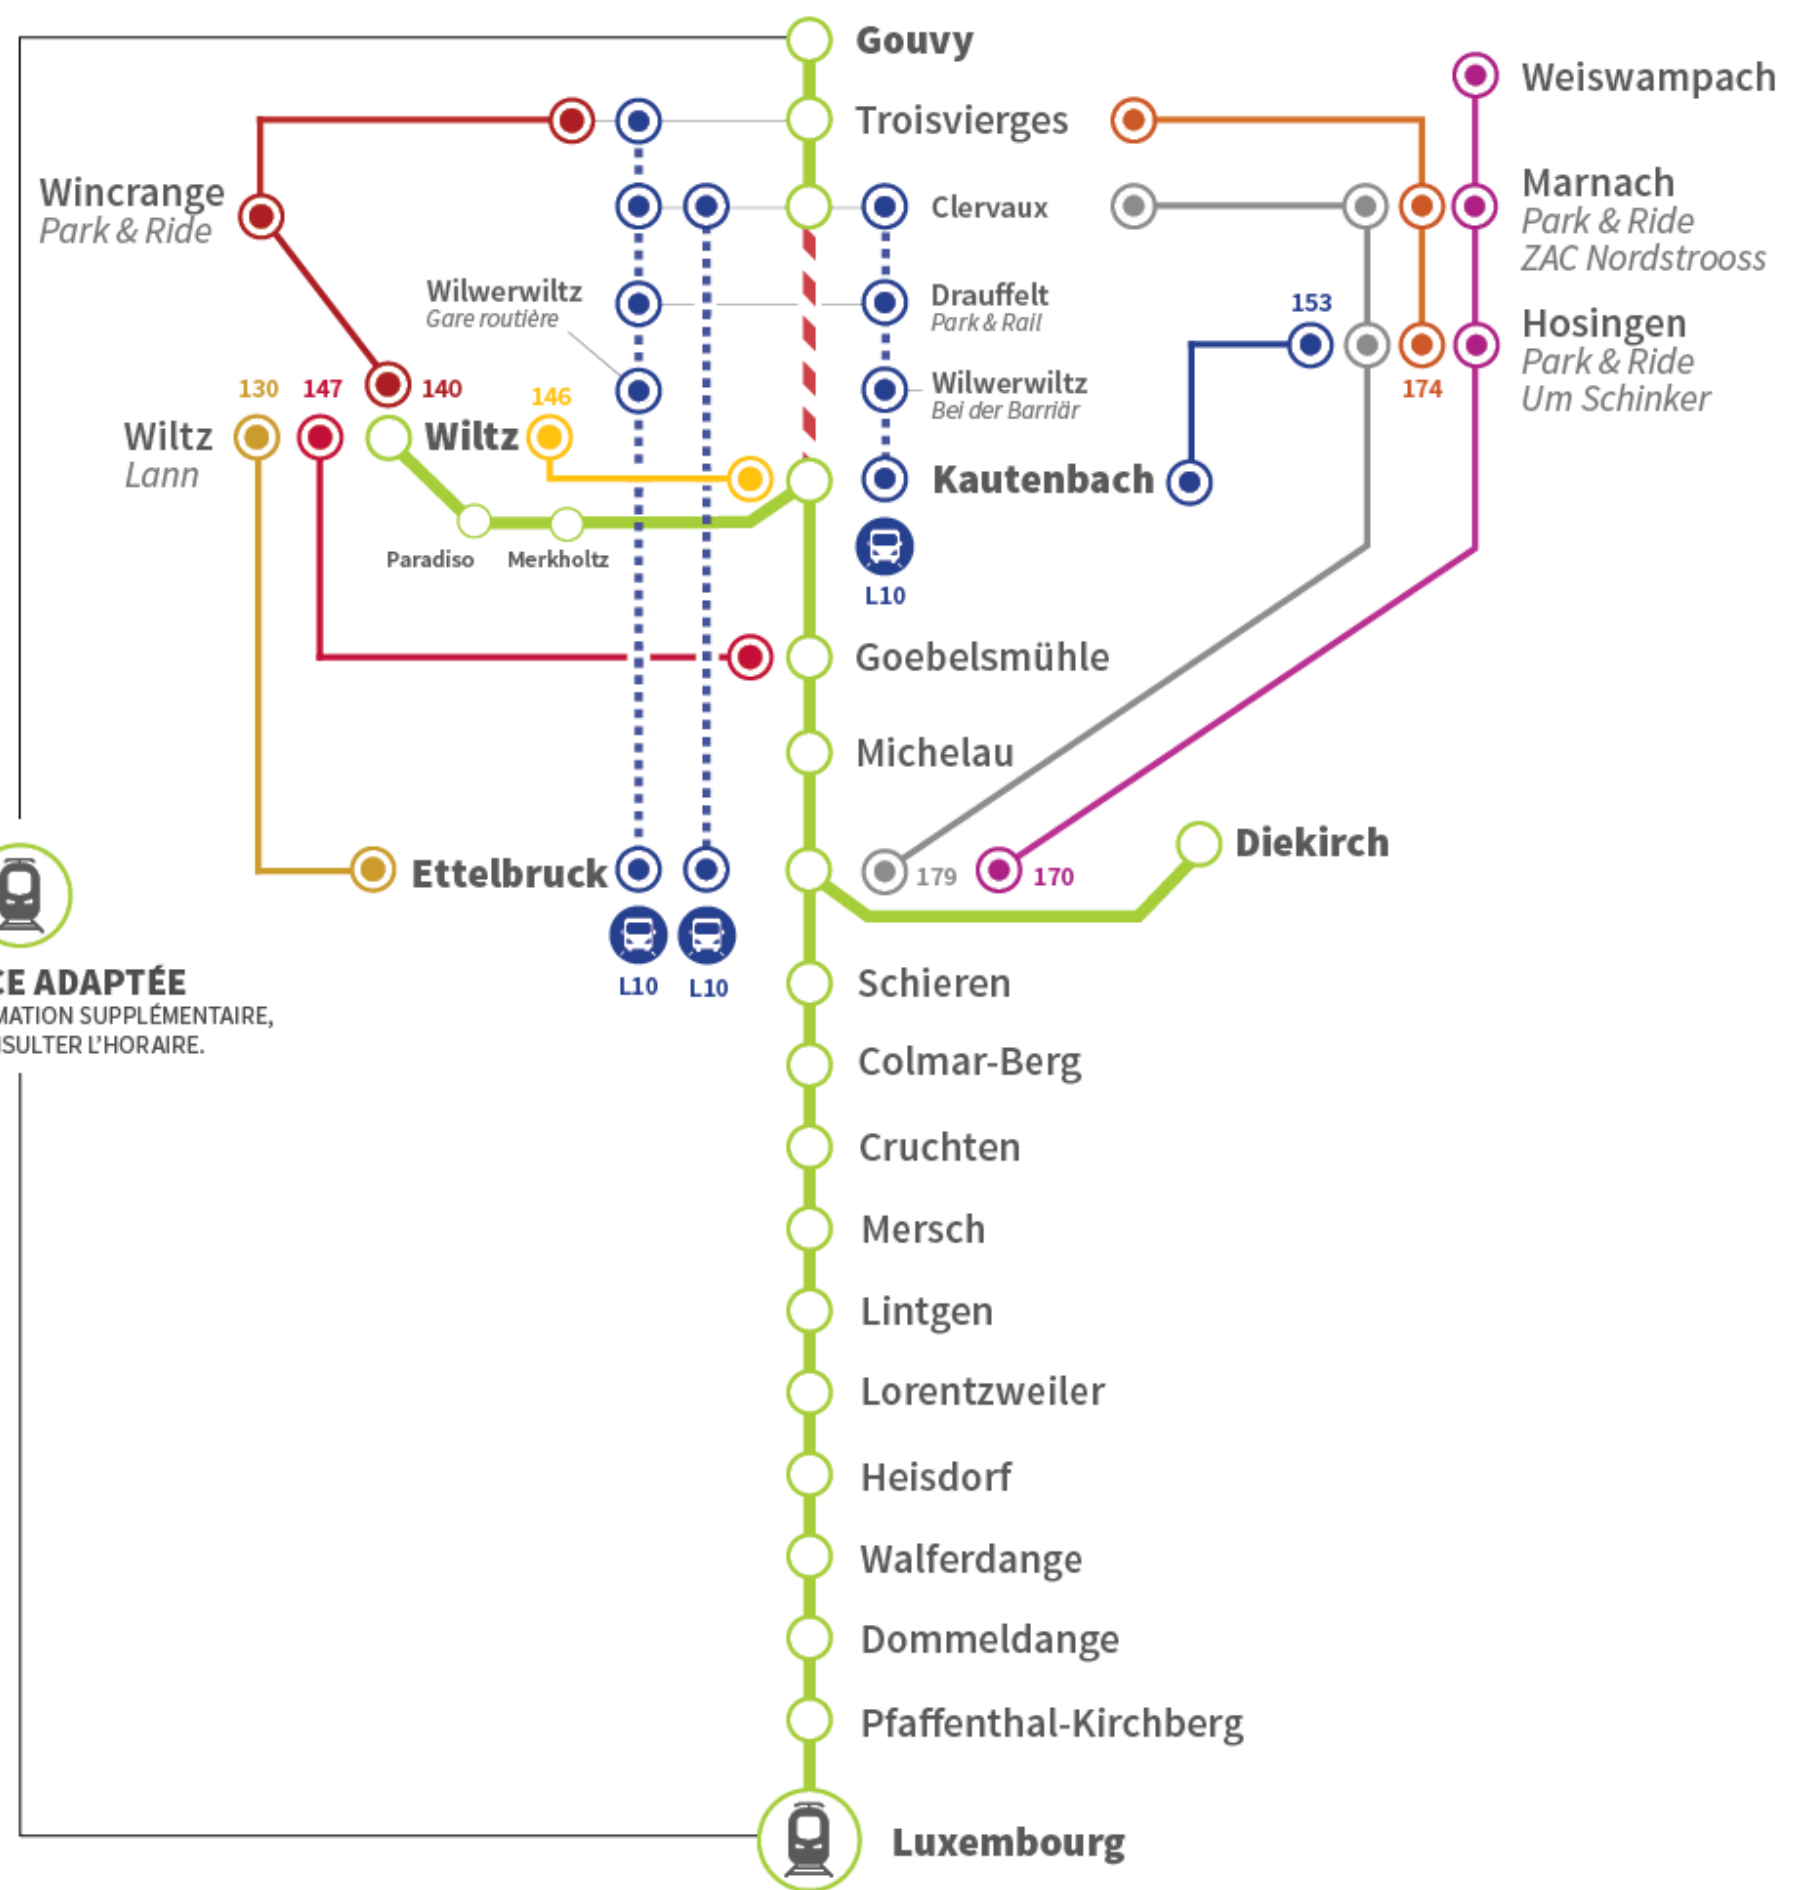 Gouvy
Weiswampach
Troisvierges
Wincrange
Park & Ride
Clervaux
Marnach
Park & Ride
ZAC Nordstrooss
Wilwerwiltz
Gare routière
Drauffelt
Park & Rail
153
Hosingen
Park & Ride
Um Schinker
130
147
140
146
Wilwerwiltz
Bei der Barriär
174
Wiltz
Lann
Wiltz
Kautenbach
Paradiso
Merkholtz
L10
Goebelsmühle
Michelau
Diekirch
Ettelbruck
179
170
L10
L10
CE ADAPTÉE
MATION SUPPLÉMENTAIRE,
NSULTER L'HORAIRE.
Schieren
Colmar-Berg
Cruchten
Mersch
Lintgen
Lorentzweiler
Heisdorf
Walferdange
Dommeldange
Pfaffenthal-Kirchberg
Luxembourg